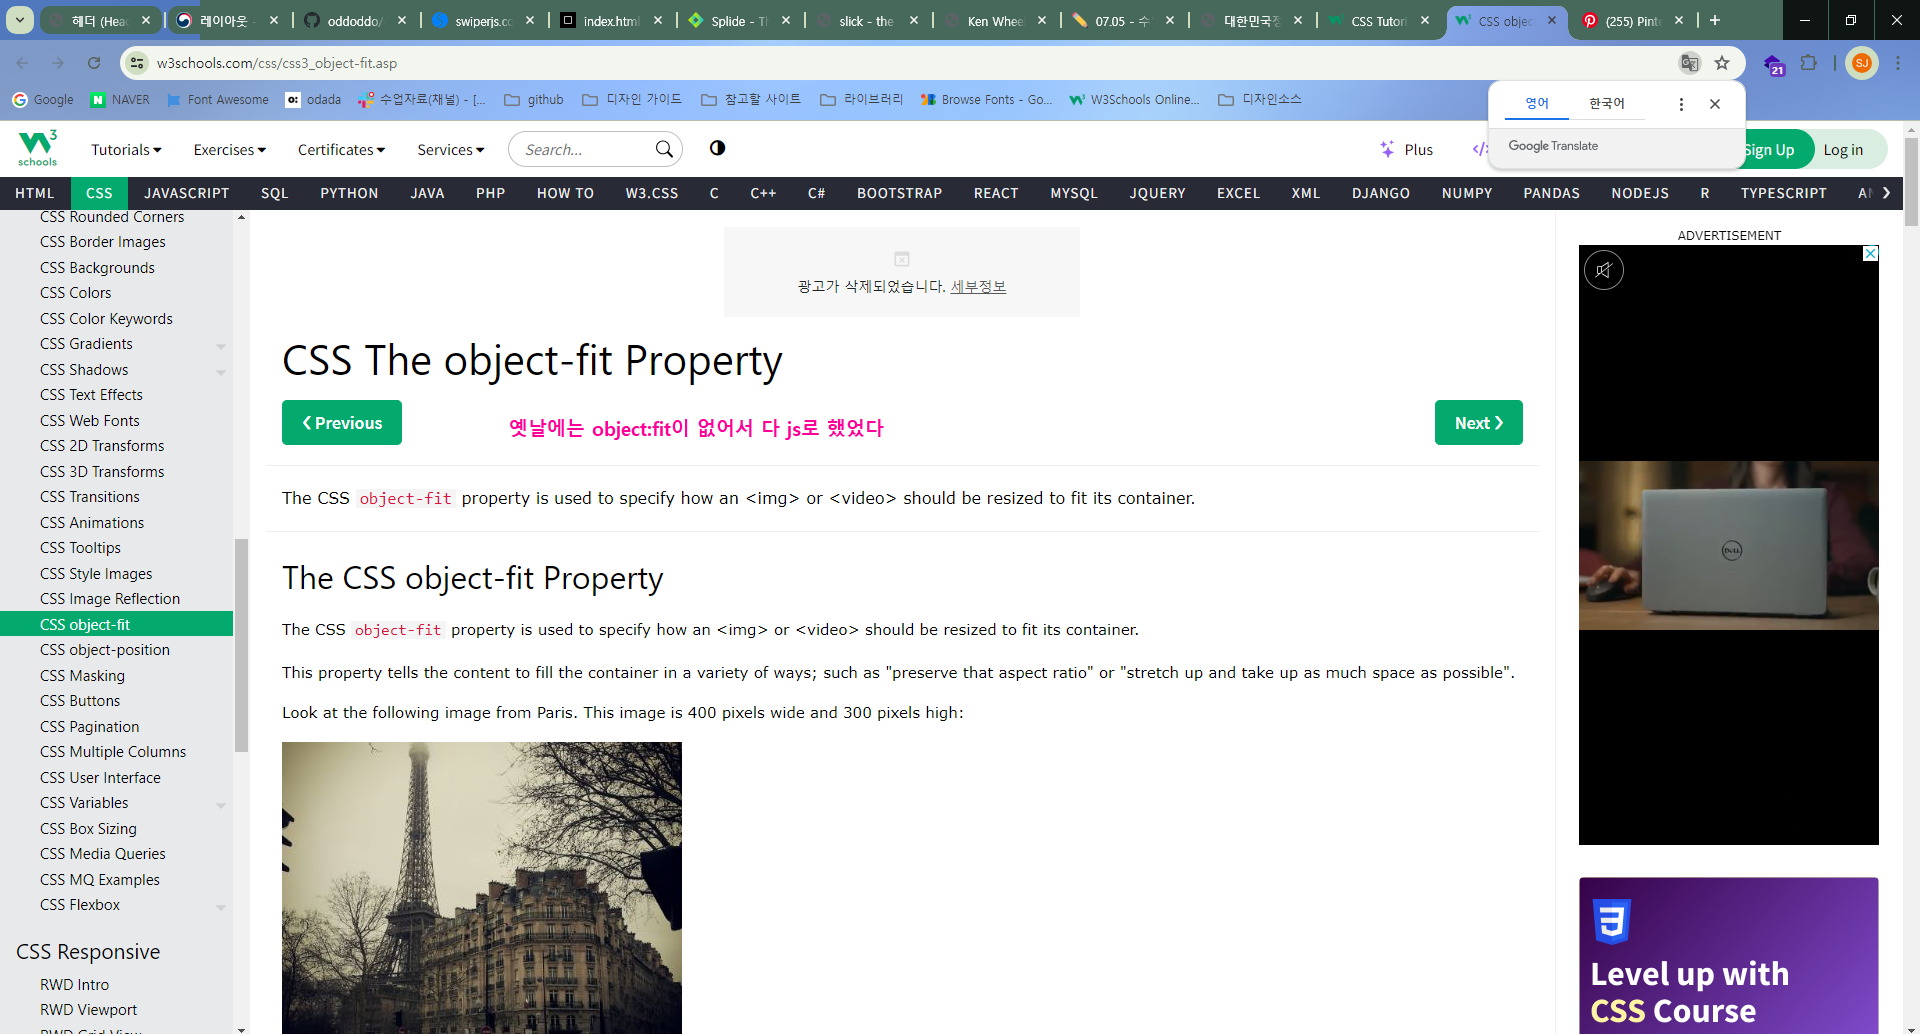 헤더 (Head
레이아웃 -
oddoddo/
swiperjs.co
index.html
Splide - Th
slick - the
Ken Wheel
07.05 - 수
대한민국정
CSS Tutori
CSS objec
(255) Pinte
w3schools.com/css/css3_object-fit.asp
21
SJ
Google
NAVER
Font Awesome
odada
수업자료(채널) - [...
github
디자인 가이드
참고할 사이트
라이브러리
Browse Fonts - Go...
W3Schools Online...
디자인소스
영어
한국어
Google Translate
3
schools
Tutorials
Exercises
Certificates
Services
Search...
Plus
Sign Up
Log in
HTML
CSS
JAVASCRIPT
SQL
PYTHON
JAVA
PHP
HOW TO
W3.CSS
C
C++
C#
BOOTSTRAP
REACT
MYSQL
JQUERY
EXCEL
XML
DJANGO
NUMPY
PANDAS
NODEJS
R
TYPESCRIPT
CSS Rounded Corners
CSS Border Images
CSS Backgrounds
CSS Colors
CSS Color Keywords
CSS Gradients
CSS Shadows
CSS Text Effects
CSS Web Fonts
CSS 2D Transforms
CSS 3D Transforms
CSS Transitions
CSS Animations
CSS Tooltips
CSS Style Images
CSS Image Reflection
CSS object-fit
CSS object-position
CSS Masking
CSS Buttons
CSS Pagination
CSS Multiple Columns
CSS User Interface
CSS Variables
CSS Box Sizing
CSS Media Queries
CSS MQ Examples
CSS Flexbox
CSS Responsive
RWD Intro
RWD Viewport
RWD Grid View
광고가 삭제되었습니다. 세부정보
CSS The object-fit Property
❮ Previous
옛날에는 object:fit이 없어서 다 js로 했었다
Next ❯
The CSS object-fit property is used to specify how an <img> or <video> should be resized to fit its container.
The CSS object-fit Property
The CSS object-fit property is used to specify how an <img> or <video> should be resized to fit its container.
This property tells the content to fill the container in a variety of ways; such as "preserve that aspect ratio" or "stretch up and take up as much space as possible".
Look at the following image from Paris. This image is 400 pixels wide and 300 pixels high:
ADVERTISEMENT
DELL
Level up with
CSS Course